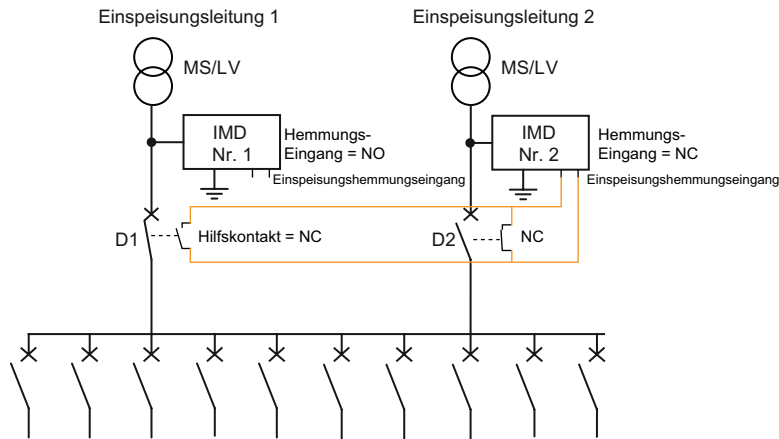 Einspeisungsleitung 1
Einspeisungsleitung 2
MS/LV
MS/LV
IMD
Nr. 1
Hemmungs-
Eingang = NO
IMD
Nr. 2
Hemmungs-
Eingang = NC
Einspeisungshemmungseingang
Einspeisungshemmungseingang
D1
Hilfskontakt = NC
D2
NC